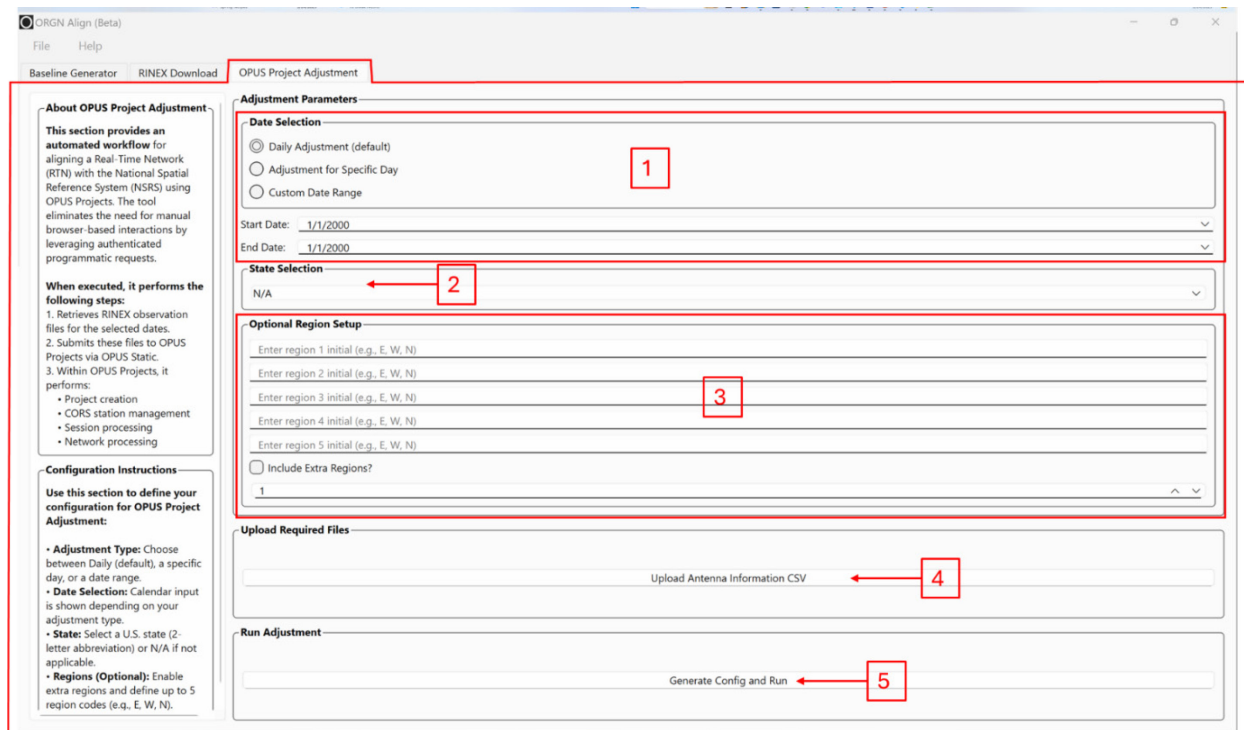 ORGN Align (Beta)
File Help
Baseline Generator RINEX Download OPUS Project Adjustment
About OPUS Project Adjustment
This section provides an
automated workflow for
aligning a Real-Time Network
(RTN) with the National Spatial
Reference System (NSRS) using
OPUS Projects. The tool
eliminates the need for manual
browser-based interactions by
leveraging authenticated
programmatic requests.
When executed, it performs the
following steps:
1. Retrieves RINEX observation
files for the selected dates.
2. Submits these files to OPUS
Projects via OPUS Static.
3. Within OPUS Projects, it
performs:
• Project creation
• CORS station management
• Session processing
• Network processing
Configuration Instructions
Use this section to define your
configuration for OPUS Project
Adjustment:
• Adjustment Type: Choose
between Daily (default), a specific
day, or a date range.
• Date Selection: Calendar input
is shown depending on your
adjustment type.
• State: Select a U.S. state (2-
letter abbreviation) or N/A if not
applicable.
• Regions (Optional): Enable
extra regions and define up to 5
region codes (e.g., E, W, N).
Adjustment Parameters
Date Selection
Daily Adjustment (default)
Adjustment for Specific Day
Custom Date Range
1
Start Date: 1/1/2000
End Date: 1/1/2000
State Selection
N/A
2
Optional Region Setup
Enter region 1 initial (e.g., E, W, N)
Enter region 2 initial (e.g., E, W, N)
Enter region 3 initial (e.g., E, W, N)
Enter region 4 initial (e.g., E, W, N)
Enter region 5 initial (e.g., E, W, N)
3
Include Extra Regions?
1
Upload Required Files
Upload Antenna Information CSV
4
Run Adjustment
Generate Config and Run
5